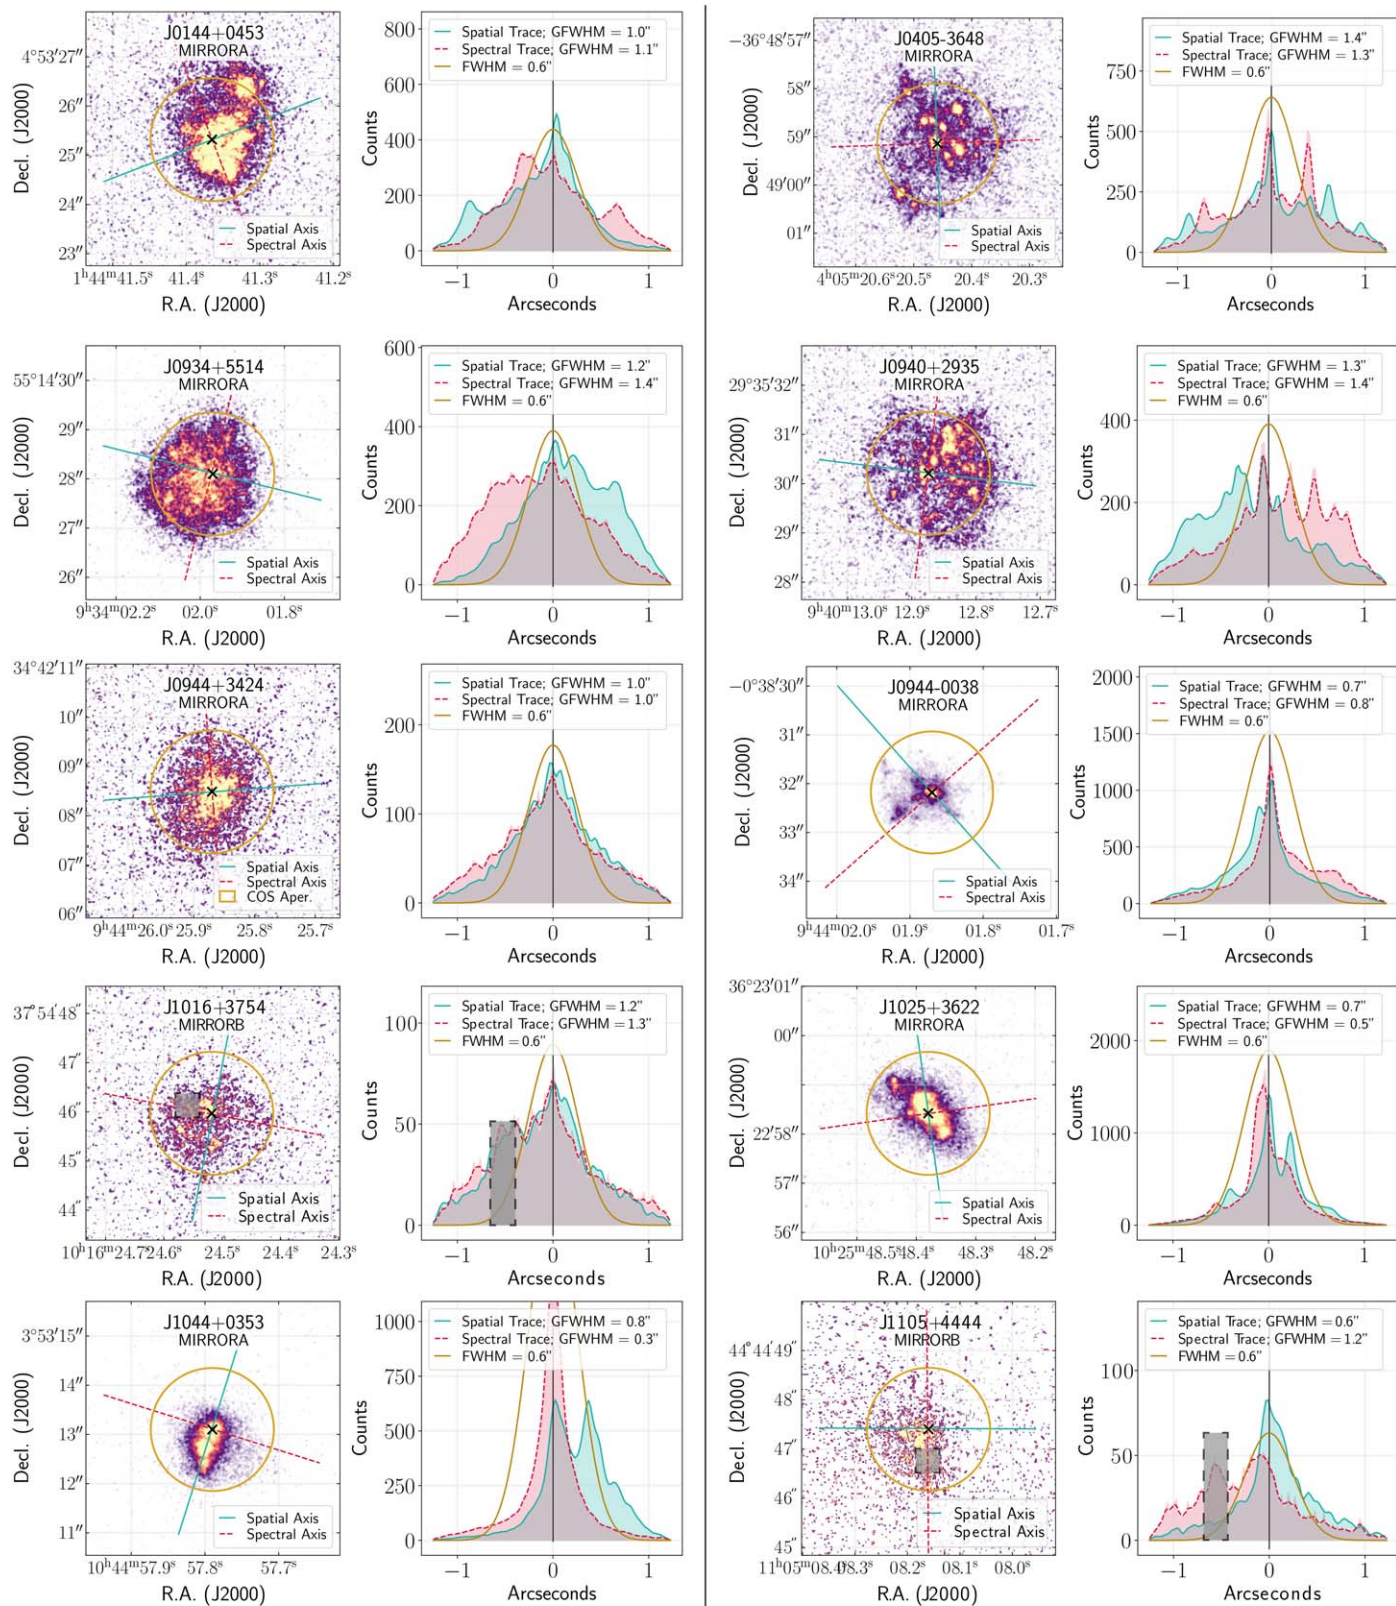 J0144+0453
MIRRORA
4°53′27″
26″
25″
24″
23″
Decl. (J2000)
Spatial Axis
Spectral Axis
1ʰ44ᵐ41.5ˢ 41.4ˢ 41.3ˢ 41.2ˢ
R.A. (J2000)
800
600
400
200
0
Counts
Spatial Trace; GFWHM = 1.0"
Spectral Trace; GFWHM = 1.1"
FWHM = 0.6"
−1 0 1
Arcseconds
J0405-3648
MIRRORA
−36°48′57″
58″
59″
49′00″
01″
Decl. (J2000)
Spatial Axis
Spectral Axis
4ʰ05ᵐ20.6ˢ 20.5ˢ 20.4ˢ 20.3ˢ
R.A. (J2000)
750
500
250
0
Counts
Spatial Trace; GFWHM = 1.4"
Spectral Trace; GFWHM = 1.3"
FWHM = 0.6"
−1 0 1
Arcseconds
J0934+5514
MIRRORA
55°14′30″
29″
28″
27″
26″
Decl. (J2000)
Spatial Axis
Spectral Axis
9ʰ34ᵐ02.2ˢ 02.0ˢ 01.8ˢ
R.A. (J2000)
600
400
200
0
Counts
Spatial Trace; GFWHM = 1.2"
Spectral Trace; GFWHM = 1.4"
FWHM = 0.6"
−1 0 1
Arcseconds
J0940+2935
MIRRORA
29°35′32″
31″
30″
29″
28″
Decl. (J2000)
Spatial Axis
Spectral Axis
9ʰ40ᵐ13.0ˢ 12.9ˢ 12.8ˢ 12.7ˢ
R.A. (J2000)
400
200
0
Counts
Spatial Trace; GFWHM = 1.3"
Spectral Trace; GFWHM = 1.4"
FWHM = 0.6"
−1 0 1
Arcseconds
J0944+3424
MIRRORA
34°42′11″
10″
09″
08″
07″
06″
Decl. (J2000)
Spatial Axis
Spectral Axis
COS Aper.
9ʰ44ᵐ26.0ˢ 25.9ˢ 25.8ˢ 25.7ˢ
R.A. (J2000)
200
100
0
Counts
Spatial Trace; GFWHM = 1.0"
Spectral Trace; GFWHM = 1.0"
FWHM = 0.6"
−1 0 1
Arcseconds
J0944-0038
MIRRORA
−0°38′30″
31″
32″
33″
34″
Decl. (J2000)
Spatial Axis
Spectral Axis
9ʰ44ᵐ02.0ˢ 01.9ˢ 01.8ˢ 01.7ˢ
R.A. (J2000)
2000
1500
1000
500
0
Counts
Spatial Trace; GFWHM = 0.7"
Spectral Trace; GFWHM = 0.8"
FWHM = 0.6"
−1 0 1
Arcseconds
J1016+3754
MIRRORB
37°54′48″
47″
46″
45″
44″
Decl. (J2000)
Spatial Axis
Spectral Axis
10ʰ16ᵐ24.7ˢ 24.6ˢ 24.5ˢ 24.4ˢ 24.3ˢ
R.A. (J2000)
100
50
0
Counts
Spatial Trace; GFWHM = 1.2"
Spectral Trace; GFWHM = 1.3"
FWHM = 0.6"
−1 0 1
Arcseconds
J1025+3622
MIRRORA
36°23′01″
00″
22′58″
57″
56″
Decl. (J2000)
Spatial Axis
Spectral Axis
10ʰ25ᵐ48.5ˢ 48.4ˢ 48.3ˢ 48.2ˢ
R.A. (J2000)
2000
1000
0
Counts
Spatial Trace; GFWHM = 0.7"
Spectral Trace; GFWHM = 0.5"
FWHM = 0.6"
−1 0 1
Arcseconds
J1044+0353
MIRRORA
3°53′15″
14″
13″
12″
11″
Decl. (J2000)
Spatial Axis
Spectral Axis
10ʰ44ᵐ57.9ˢ 57.8ˢ 57.7ˢ
R.A. (J2000)
1000
750
500
250
0
Counts
Spatial Trace; GFWHM = 0.8"
Spectral Trace; GFWHM = 0.3"
FWHM = 0.6"
−1 0 1
Arcseconds
J1105+4444
MIRRORB
44°44′49″
48″
47″
46″
45″
Decl. (J2000)
Spatial Axis
Spectral Axis
11ʰ05ᵐ08.4ˢ 08.3ˢ 08.2ˢ 08.1ˢ 08.0ˢ
R.A. (J2000)
100
50
0
Counts
Spatial Trace; GFWHM = 0.6"
Spectral Trace; GFWHM = 1.2"
FWHM = 0.6"
−1 0 1
Arcseconds